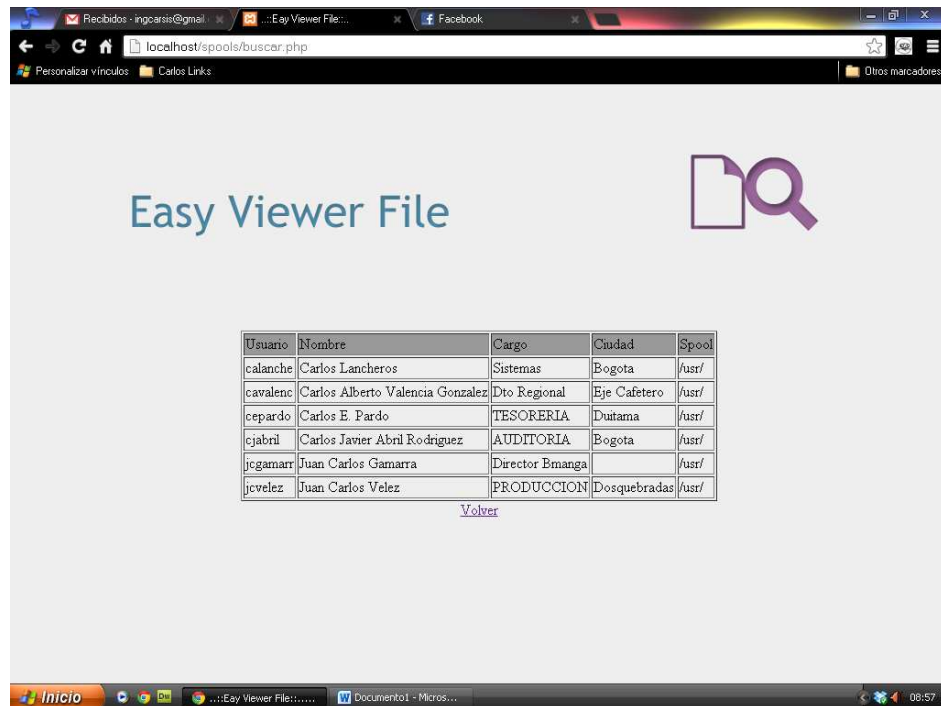 Recibidos - ingcarsis@gmail.
..::Eay Viewer File::..
Facebook
localhost/spools/buscar.php
Personalizar vínculos Carlos Links Otros marcadores
Easy Viewer File
Usuario Nombre Cargo Ciudad Spool
calanche Carlos Lancheros Sistemas Bogota /usr/
cavalenc Carlos Alberto Valencia Gonzalez Dto Regional Eje Cafetero /usr/
cepardo Carlos E. Pardo TESORERIA Duitama /usr/
cjabril Carlos Javier Abril Rodriguez AUDITORIA Bogota /usr/
jcgamarr Juan Carlos Gamarra Director Bmanga /usr/
jcvelez Juan Carlos Velez PRODUCCION Dosquebradas /usr/
Volver
Inicio Dw ..::Eay Viewer File::...... W Documento1 - Micros... 08:57